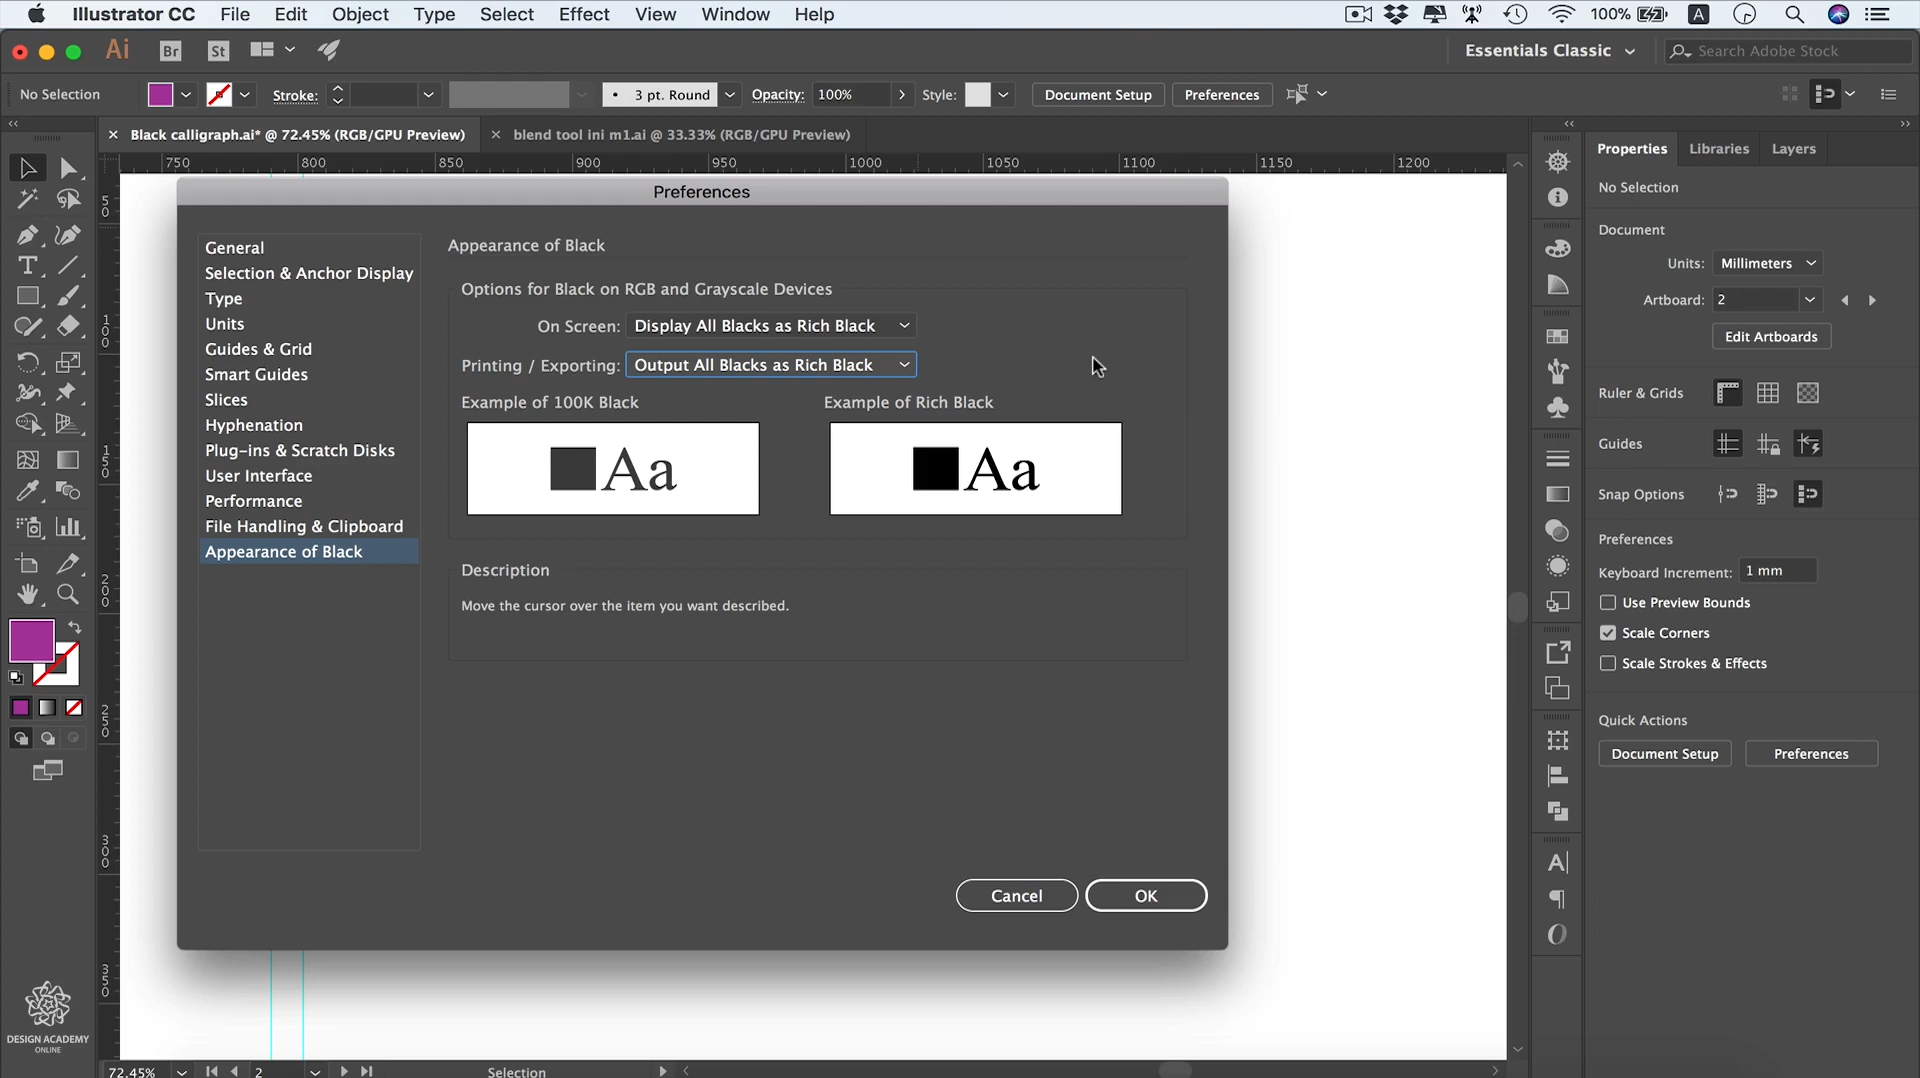 Illustrator CC File Edit Object Type Select Effect View Window Help 100% A
Ai Br St Essentials Classic Search Adobe Stock
No Selection Stroke: 3 pt. Round Opacity: 100% Style: Document Setup Preferences
Black calligraph.ai* @ 72.45% (RGB/GPU Preview) blend tool ini m1.ai @ 33.33% (RGB/GPU Preview)
750 800 850 900 950 1000 1050 1100 1150 1200
50
100
150
200
250
300
350
Preferences
General
Selection & Anchor Display
Type
Units
Guides & Grid
Smart Guides
Slices
Hyphenation
Plug-ins & Scratch Disks
User Interface
Performance
File Handling & Clipboard
Appearance of Black
Appearance of Black
Options for Black on RGB and Grayscale Devices
On Screen: Display All Blacks as Rich Black
Printing / Exporting: Output All Blacks as Rich Black
Example of 100K Black Example of Rich Black
Aa Aa
Description
Move the cursor over the item you want described.
Cancel OK
Properties Libraries Layers
No Selection
Document
Units: Millimeters
Artboard: 2
Edit Artboards
Ruler & Grids
Guides
Snap Options
Preferences
Keyboard Increment: 1 mm
Use Preview Bounds
Scale Corners
Scale Strokes & Effects
Quick Actions
Document Setup Preferences
DESIGN ACADEMY
ONLINE
72.45% 2 Selection